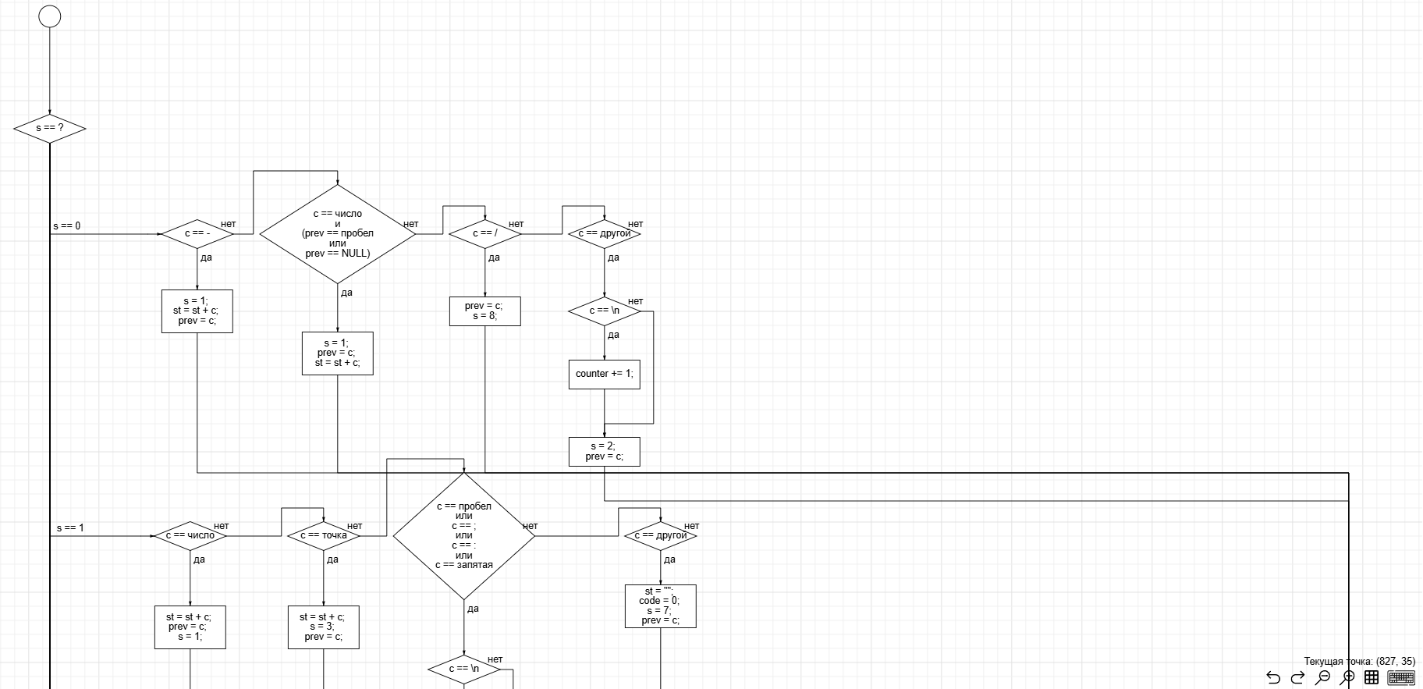 s == ?
s == 0
c == -
нет
да
s = 1;
st = st + c;
prev = c;
c == число
и
(prev == пробел
или
prev == NULL)
нет
да
s = 1;
prev = c;
st = st + c;
c == /
нет
да
prev = c;
s = 8;
c == другой
нет
да
c == \n
нет
да
counter += 1;
s = 2;
prev = c;
s == 1
c == число
нет
да
st = st + c;
prev = c;
s = 1;
c == точка
нет
да
st = st + c;
s = 3;
prev = c;
c == пробел
или
c == ;
или
c == :
или
c == запятая
нет
да
c == \n
нет
c == другой
нет
да
st = "";
code = 0;
s = 7;
prev = c;
Текущая точка: (827, 35)